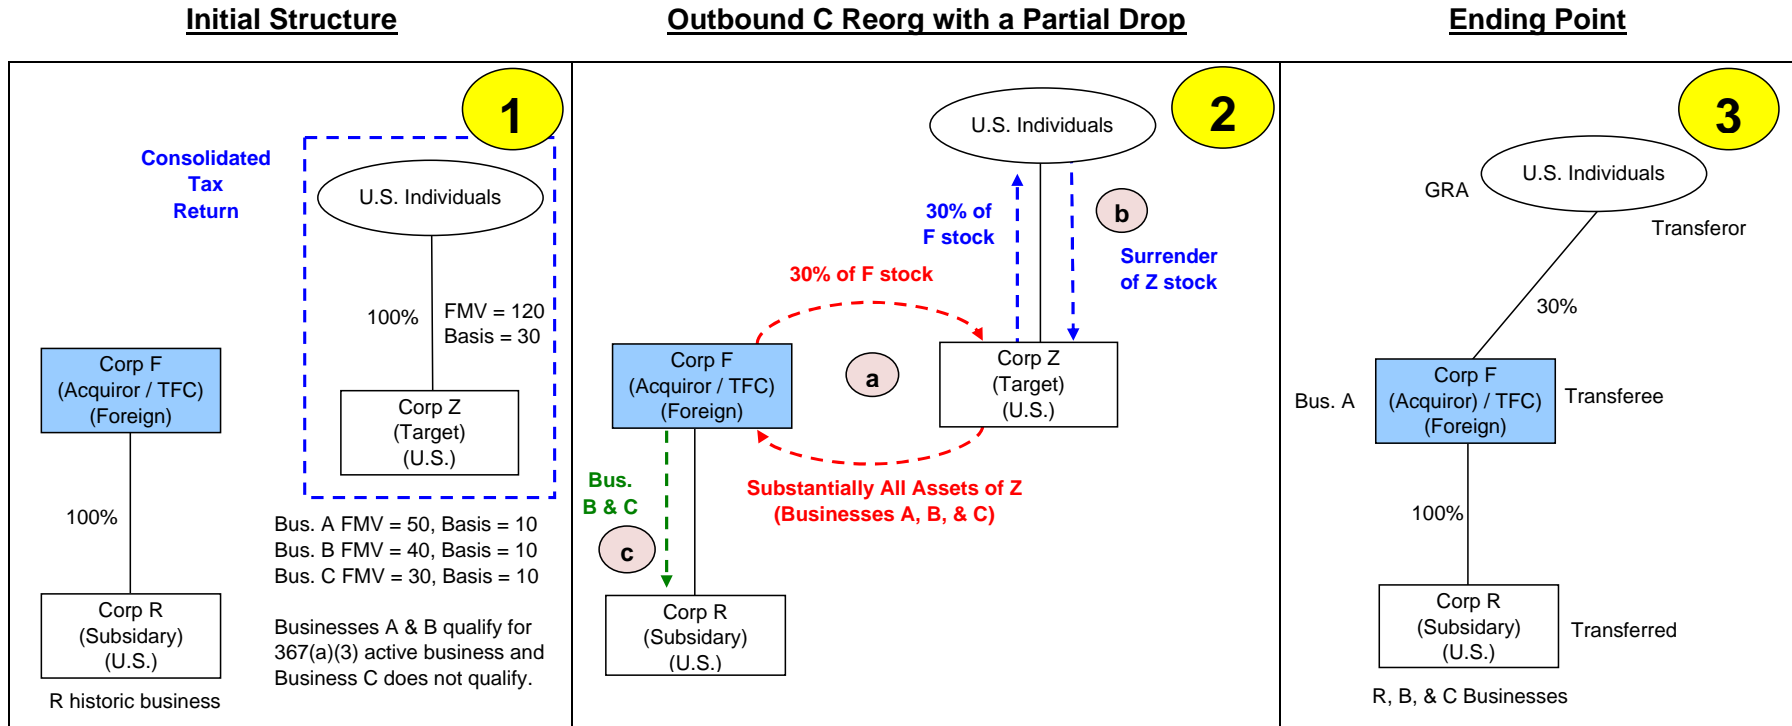 Initial Structure
Outbound C Reorg with a Partial Drop
Ending Point
1
Consolidated
Tax
Return
U.S. Individuals
100%
FMV = 120
Basis = 30
Corp F
(Acquiror / TFC)
(Foreign)
Corp Z
(Target)
(U.S.)
100%
Bus. A FMV = 50, Basis = 10
Bus. B FMV = 40, Basis = 10
Bus. C FMV = 30, Basis = 10
Corp R
(Subsidary)
(U.S.)
R historic business
Businesses A & B qualify for
367(a)(3) active business and
Business C does not qualify.
2
U.S. Individuals
b
30% of
F stock
Surrender
of Z stock
30% of F stock
Corp F
(Acquiror / TFC)
(Foreign)
a
Corp Z
(Target)
(U.S.)
Bus.
B & C
Substantially All Assets of Z
(Businesses A, B, & C)
c
Corp R
(Subsidary)
(U.S.)
3
U.S. Individuals
GRA
Transferor
30%
Bus. A
Corp F
(Acquiror) / TFC)
(Foreign)
Transferee
100%
Corp R
(Subsidary)
(U.S.)
Transferred
R, B, & C Businesses